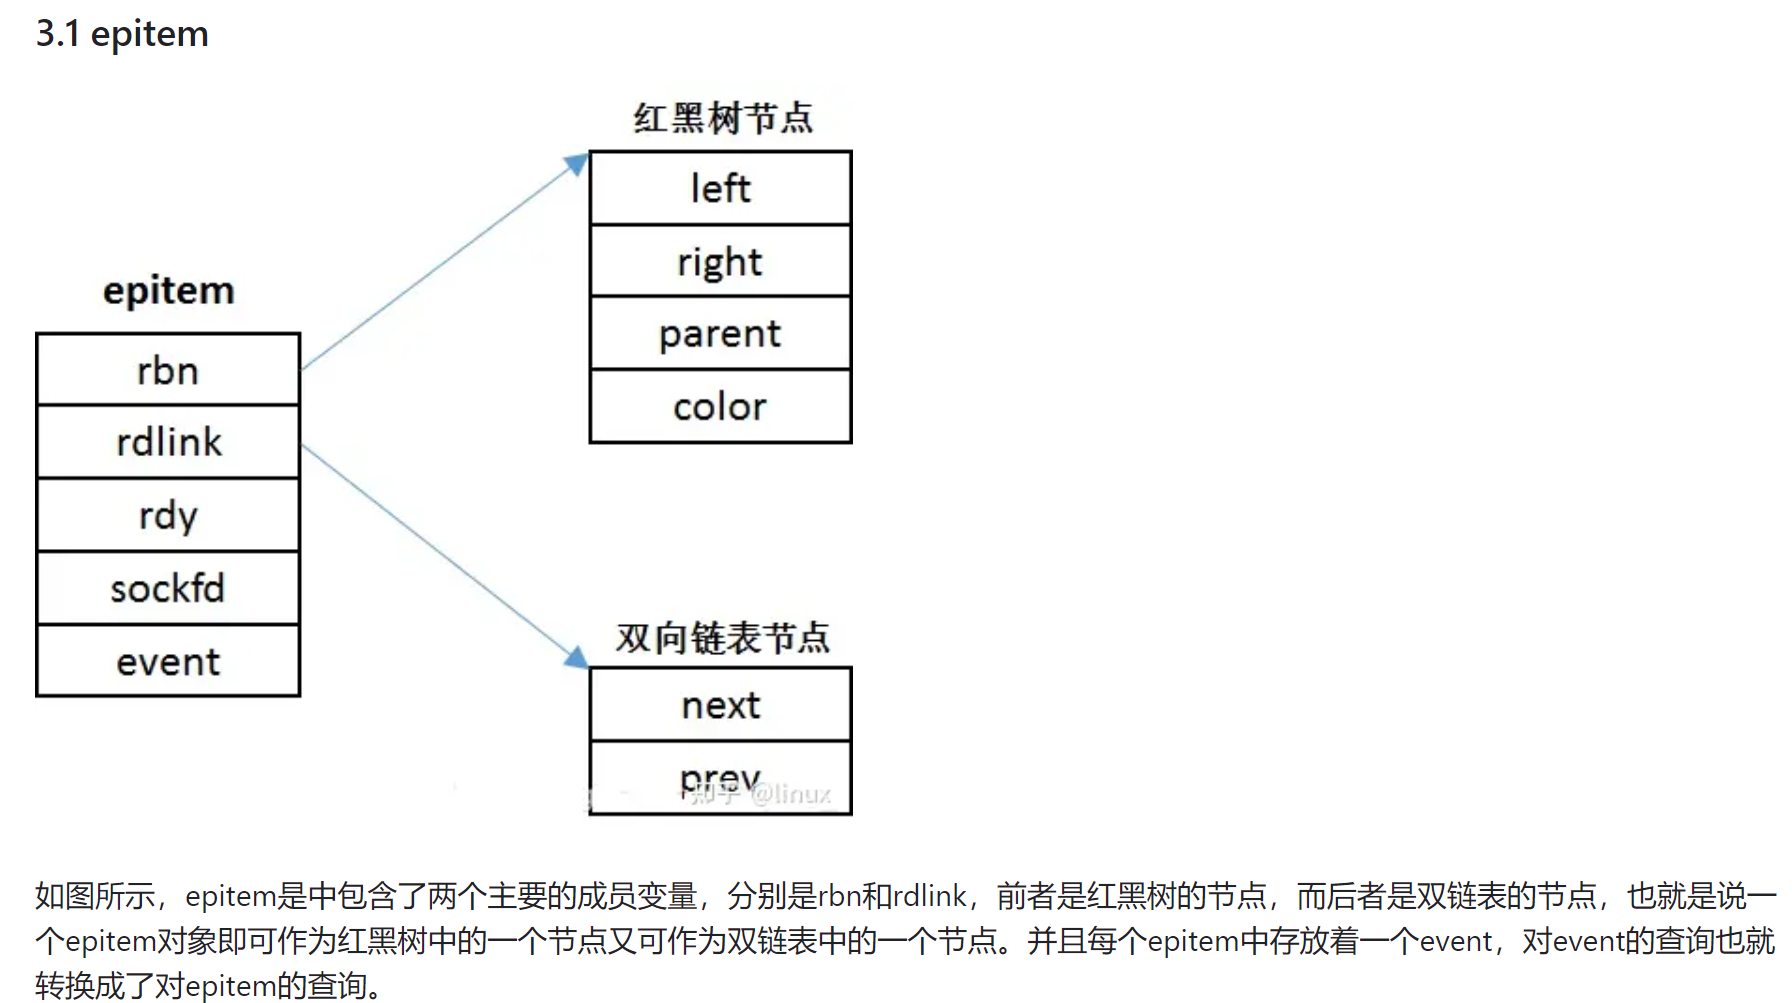 3.1 epitem
红黑树节点
left
right
parent
color
epitem
rbn
rdlink
rdy
sockfd
event
双向链表节点
next
prev
知乎 @linux
如图所示，epitem是中包含了两个主要的成员变量，分别是rbn和rdlink，前者是红黑树的节点，而后者是双链表的节点，也就是说一
个epitem对象即可作为红黑树中的一个节点又可作为双链表中的一个节点。并且每个epitem中存放着一个event，对event的查询也就
转换成了对epitem的查询。